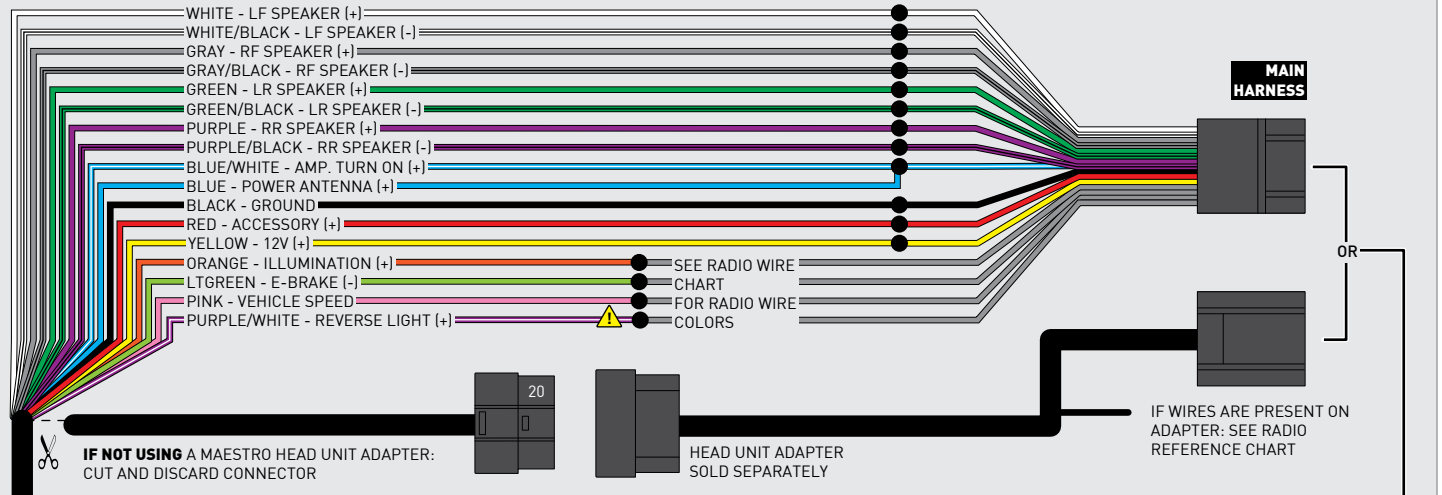 WHITE - LF SPEAKER (+)
WHITE/BLACK - LF SPEAKER (-)
GRAY - RF SPEAKER (+)
GRAY/BLACK - RF SPEAKER (-)
GREEN - LR SPEAKER (+)
GREEN/BLACK - LR SPEAKER (-)
PURPLE - RR SPEAKER (+)
PURPLE/BLACK - RR SPEAKER (-)
BLUE/WHITE - AMP. TURN ON (+)
BLUE - POWER ANTENNA (+)
BLACK - GROUND
RED - ACCESSORY (+)
YELLOW - 12V (+)
ORANGE - ILLUMINATION (+)
LTGREEN - E-BRAKE (-)
PINK - VEHICLE SPEED
PURPLE/WHITE - REVERSE LIGHT (+)
!
SEE RADIO WIRE
CHART
FOR RADIO WIRE
COLORS
MAIN
HARNESS
OR
20
IF NOT USING A MAESTRO HEAD UNIT ADAPTER:
CUT AND DISCARD CONNECTOR
HEAD UNIT ADAPTER
SOLD SEPARATELY
IF WIRES ARE PRESENT ON
ADAPTER: SEE RADIO
REFERENCE CHART